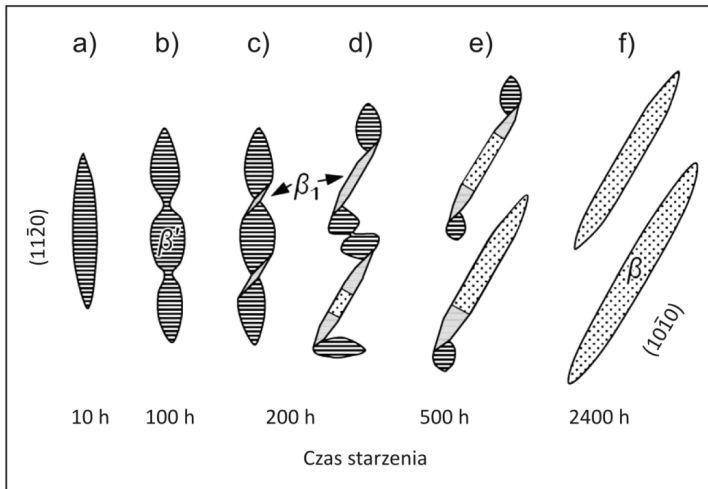 a) b) c) d) e) f)
β₁
β'
(112̄0)
β
(101̄0)
10 h 100 h 200 h 500 h 2400 h
Czas starzenia